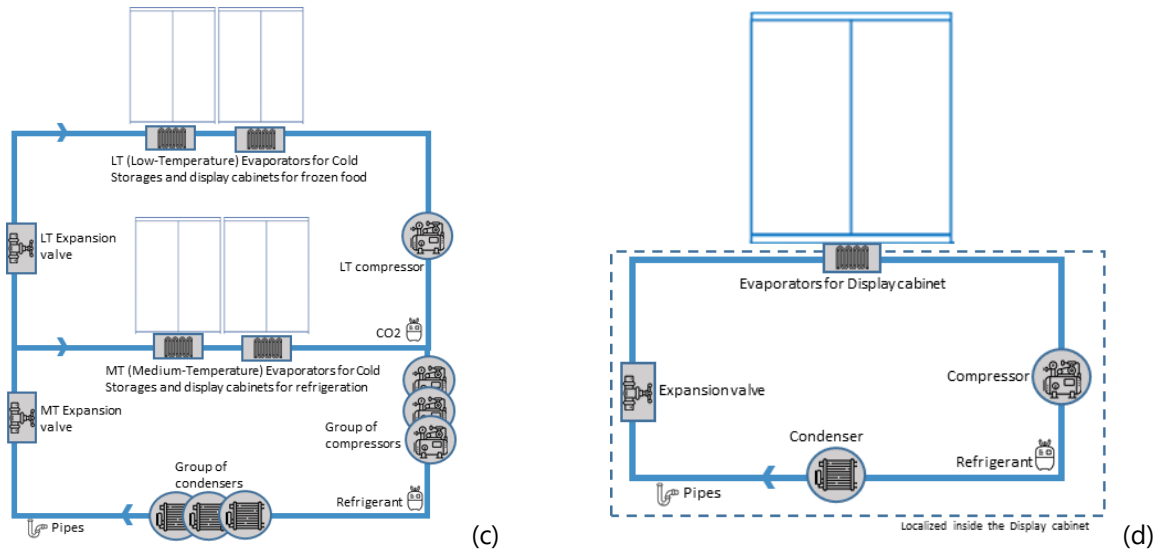 LT (Low-Temperature) Evaporators for Cold
Storages and display cabinets for frozen food
LT Expansion
valve
LT compressor
CO2
MT (Medium-Temperature) Evaporators for Cold
Storages and display cabinets for refrigeration
MT Expansion
valve
Group of
compressors
Group of
condensers
Refrigerant
Pipes
(c)
Evaporators for Display cabinet
Expansion valve
Compressor
Condenser
Refrigerant
Pipes
Localized inside the Display cabinet
(d)